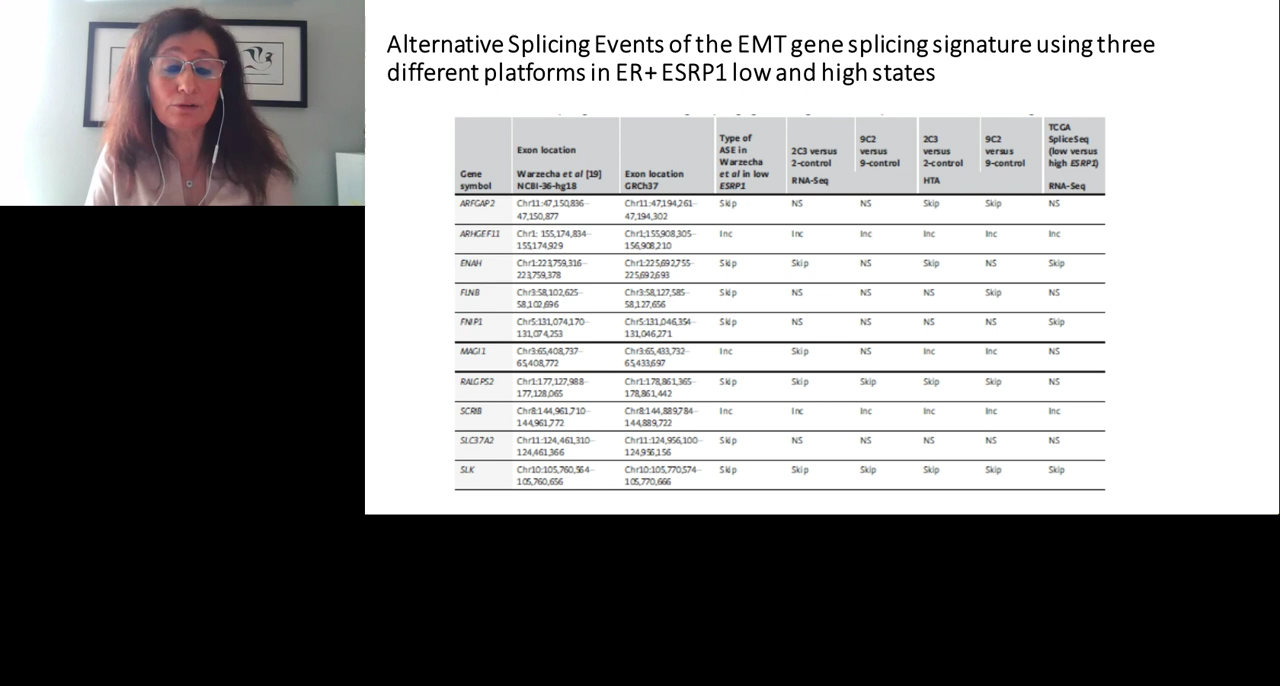 Alternative Splicing Events of the EMT gene splicing signature using three
different platforms in ER+ ESRP1 low and high states
Gene symbol | Exon location Warzecha et al [19] NCBI-36-hg18 | Exon location GRCh37 | Type of ASE in Warzecha et al in low ESRP1 | 2C3 versus 2-control RNA-Seq | 9C2 versus 9-control | 2C3 versus 2-control HTA | 9C2 versus 9-control | TCGA SpliceSeq (low versus high ESRP1) RNA-Seq
ARFGAP2 | Chr11:47,150,836–47,150,877 | Chr11:47,194,261–47,194,302 | Skip | NS | NS | Skip | Skip | NS
ARHGEF11 | Chr1: 155,174,834–155,174,929 | Chr1;155,908,305–156,908,210 | Inc | Inc | Inc | Inc | Inc | Inc
ENAH | Chr1:223,759,316–223,759,378 | Chr1:225,692,755–225,692,693 | Skip | Skip | NS | Skip | NS | Skip
FLNB | Chr3:58,102,625–58,102,696 | Chr3:58,127,585–58,127,656 | Skip | NS | NS | NS | Skip | NS
FNIP1 | Chr5:131,074,170–131,074,253 | Chr5:131,046,354–131,046,271 | Skip | NS | NS | NS | NS | Skip
MAGI1 | Chr3:65,408,737–65,408,772 | Chr3:65,433,732–65,433,697 | Inc | Skip | NS | Inc | Inc | NS
RALGPS2 | Chr1:177,127,988–177,128,065 | Chr1:178,861,365–178,861,442 | Skip | Skip | Skip | Skip | Skip | NS
SCRIB | Chr8:144,961,710–144,961,772 | Chr8:144,889,784–144,889,722 | Inc | Inc | Inc | Inc | Inc | Inc
SLC37A2 | Chr11:124,461,310–124,461,366 | Chr11:124,956,100–124,956,156 | Skip | NS | NS | NS | NS | NS
SLK | Chr10:105,760,564–105,760,656 | Chr10:105,770,574–105,770,666 | Skip | Skip | Skip | Skip | Skip | Skip